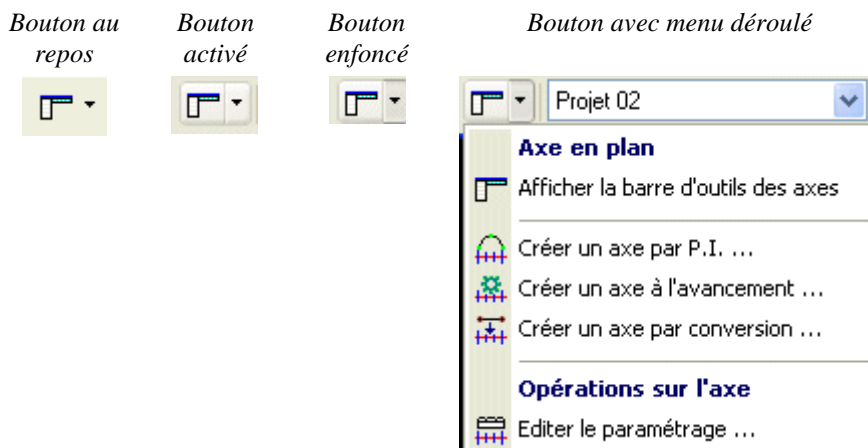 Bouton au repos
Bouton activé
Bouton enfoncé
Bouton avec menu déroulé
Projet 02
Axe en plan
Afficher la barre d'outils des axes
Créer un axe par P.I. ...
Créer un axe à l'avancement ...
Créer un axe par conversion ...
Opérations sur l'axe
Editer le paramétrage ...